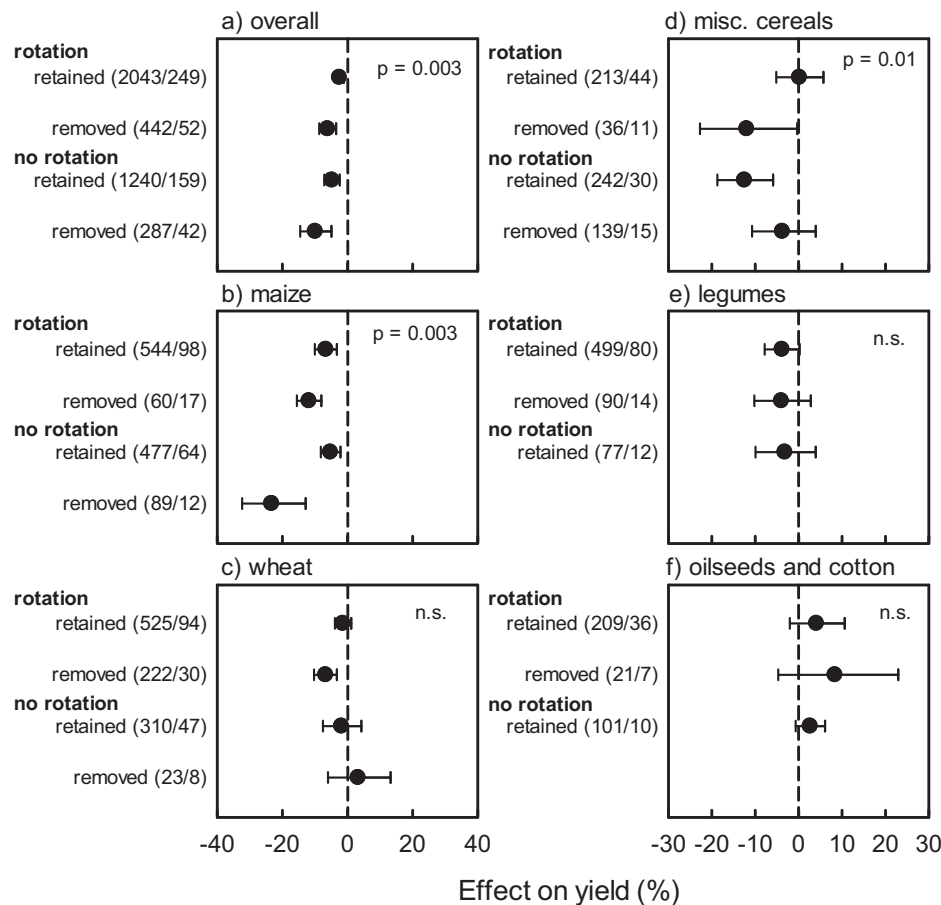 a) overall
rotation
retained (2043/249)
p = 0.003
removed (442/52)
no rotation
retained (1240/159)
removed (287/42)
-40 -20 0 20 40
b) maize
rotation
retained (544/98)
p = 0.003
removed (60/17)
no rotation
retained (477/64)
removed (89/12)
c) wheat
rotation
retained (525/94)
n.s.
removed (222/30)
no rotation
retained (310/47)
removed (23/8)
-40 -20 0 20 40
d) misc. cereals
rotation
retained (213/44)
p = 0.01
removed (36/11)
no rotation
retained (242/30)
removed (139/15)
e) legumes
rotation
retained (499/80)
n.s.
removed (90/14)
no rotation
retained (77/12)
f) oilseeds and cotton
rotation
retained (209/36)
n.s.
removed (21/7)
no rotation
retained (101/10)
-30 -20 -10 0 10 20 30
Effect on yield (%)